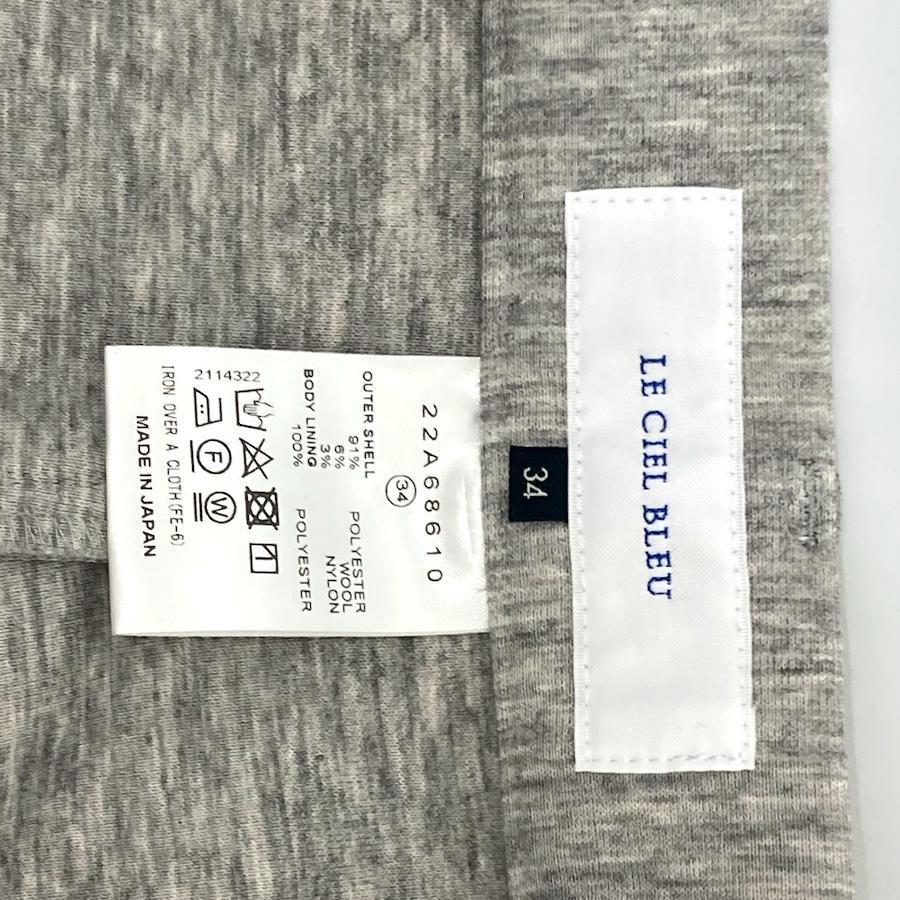 LE CIEL BLEU
34
22A68610
34
OUTER SHELL
91% POLYESTER
6% WOOL
3% NYLON
BODY LINING
100% POLYESTER
2114322
F
W
IRON OVER A CLOTH(FE-6)
MADE IN JAPAN